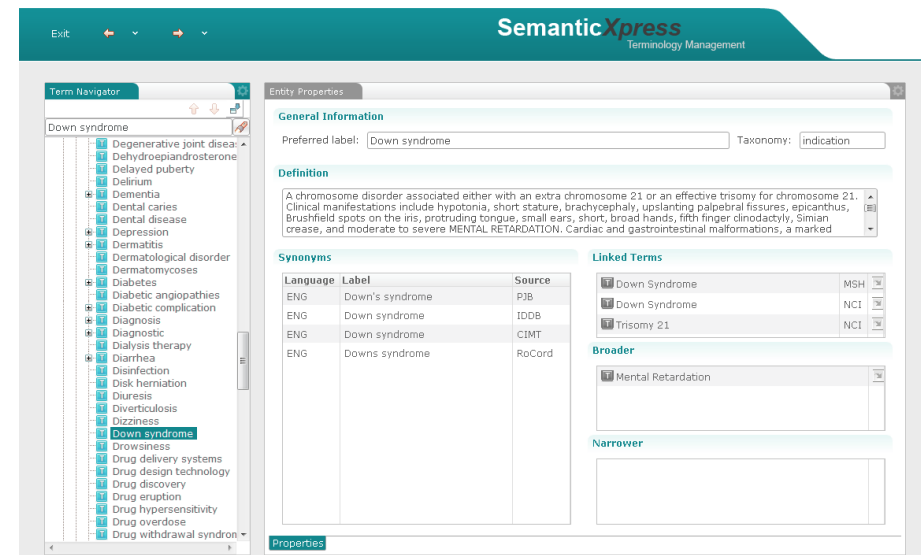 Exit
SemanticXpress
Terminology Management
Term Navigator
Down syndrome
Degenerative joint diseas
Dehydroepiandrosterone
Delayed puberty
Delirium
Dementia
Dental caries
Dental disease
Depression
Dermatitis
Dermatological disorder
Dermatomycoses
Diabetes
Diabetic angiopathies
Diabetic complication
Diagnosis
Diagnostic
Dialysis therapy
Diarrhea
Disinfection
Disk herniation
Diuresis
Diverticulosis
Dizziness
Down syndrome
Drowsiness
Drug delivery systems
Drug design technology
Drug discovery
Drug eruption
Drug hypersensitivity
Drug overdose
Drug withdrawal syndron
Entity Properties
General Information
Preferred label: Down syndrome Taxonomy: indication
Definition
A chromosome disorder associated either with an extra chromosome 21 or an effective trisomy for chromosome 21.
Clinical manifestations include hypotonia, short stature, brachycephaly, upslanting palpebral fissures, epicanthus,
Brushfield spots on the iris, protruding tongue, small ears, short, broad hands, fifth finger clinodactyly, Simian
crease, and moderate to severe MENTAL RETARDATION. Cardiac and gastrointestinal malformations, a marked
Synonyms
Language Label Source
ENG Down's syndrome PJB
ENG Down syndrome IDDB
ENG Down syndrome CIMT
ENG Downs syndrome RoCord
Linked Terms
T Down Syndrome MSH
T Down Syndrome NCI
T Trisomy 21 NCI
Broader
T Mental Retardation
Narrower
Properties